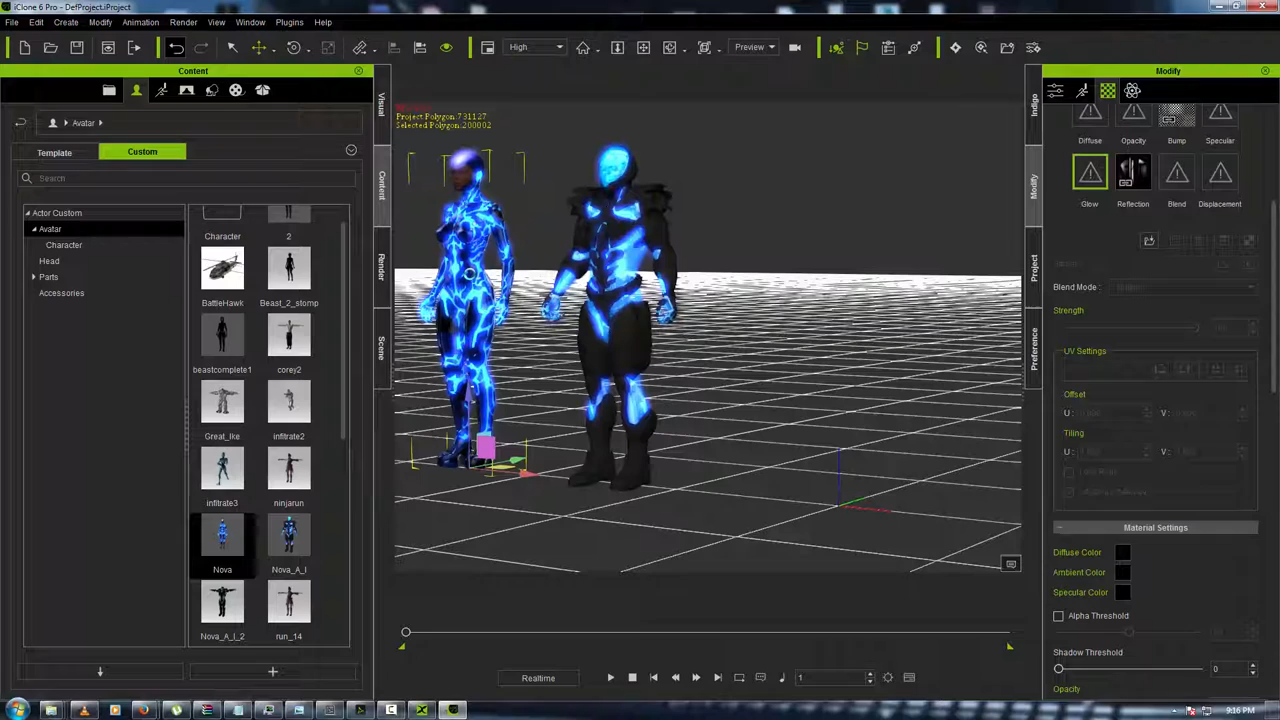 iClone 6 Pro - DefProject.iProject
File Edit Create Modify Animation Render View Window Plugins Help
High Preview
Content
Avatar
Template Custom
Search
Actor Custom
Avatar
Character
Head
Parts
Accessories
Character 2
BattleHawk Beast_2_stomp
beastcomplete1 corey2
Great_Ike infiltrate2
infiltrate3 ninjarun
Nova Nova_A_I
Nova_A_I_2 run_14
Visual
Content
Render
Scene
Project Polygon:731127
Selected Polygon:200002
Realtime
1
Indigo
Modify
Project
Preference
Modify
Diffuse Opacity Bump Specular
Glow Reflection Blend Displacement
Blend Mode :
Strength
UV Settings
Offset
U : V :
Tiling
U : V :
Material Settings
Diffuse Color
Ambient Color
Specular Color
Alpha Threshold
Shadow Threshold
0
Opacity
9:16 PM